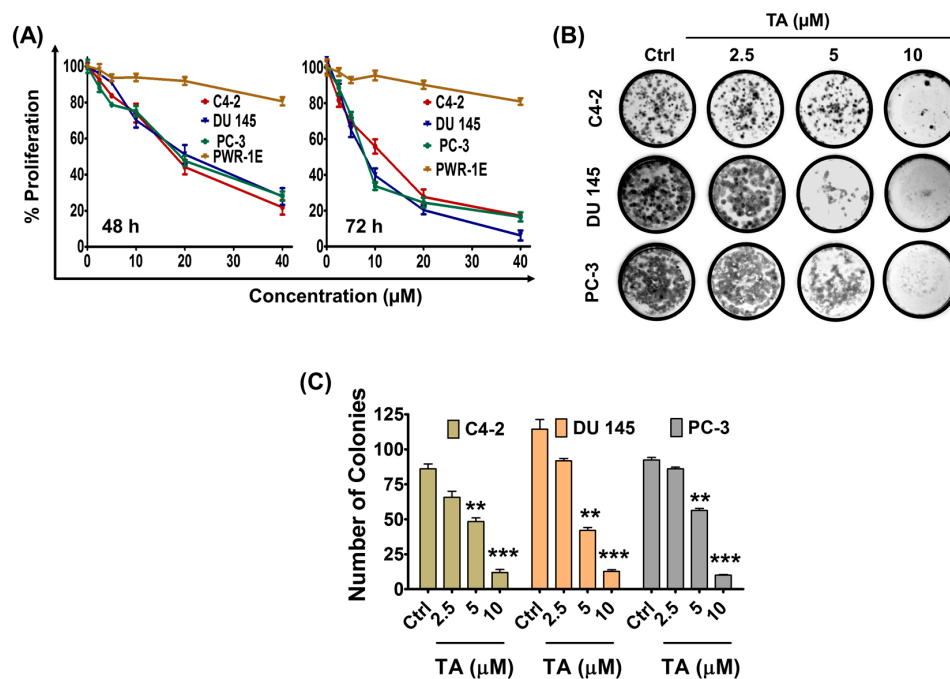 (A)
% Proliferation
100
80
60
40
20
0
C4-2
DU 145
PC-3
PWR-1E
48 h
0 10 20 30 40
100
80
60
40
20
0
C4-2
DU 145
PC-3
PWR-1E
72 h
0 10 20 30 40
Concentration (µM)
(B)
TA (µM)
Ctrl 2.5 5 10
C4-2
DU 145
PC-3
(C)
Number of Colonies
125
100
75
50
25
0
C4-2 DU 145 PC-3
** *** ** *** ** ***
Ctrl 2.5 5 10 Ctrl 2.5 5 10 Ctrl 2.5 5 10
TA (µM) TA (µM) TA (µM)